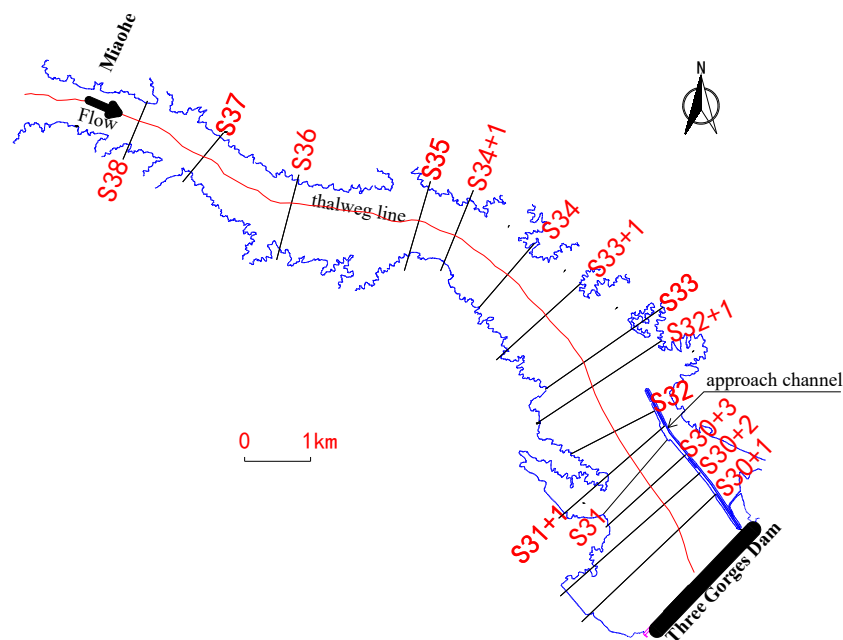 Miaohe
N
Flow
S38
S37
S36
thalweg line
S35
S34+1
S34
S33+1
S33
S32+1
approach channel
S32
0 1km
S30+3
S30+2
S30+1
S31+1
S31
Three Gorges Dam